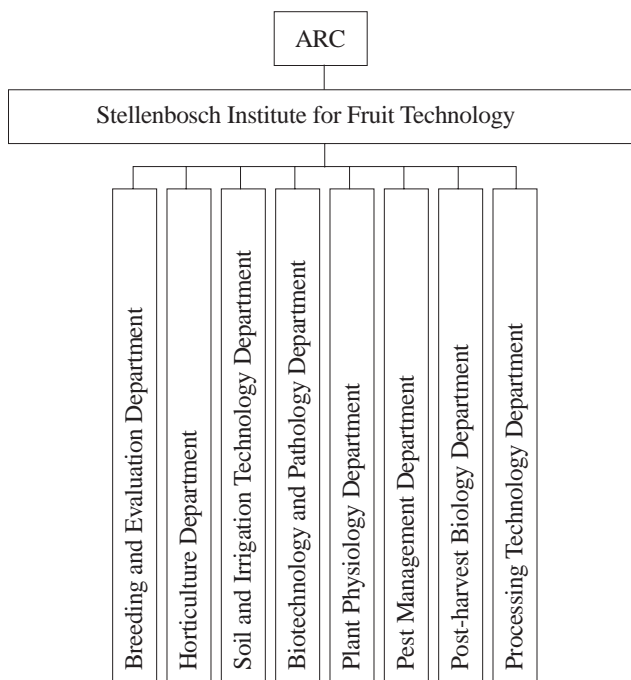 ARC
Stellenbosch Institute for Fruit Technology
Breeding and Evaluation Department
Horticulture Department
Soil and Irrigation Technology Department
Biotechnology and Pathology Department
Plant Physiology Department
Pest Management Department
Post-harvest Biology Department
Processing Technology Department